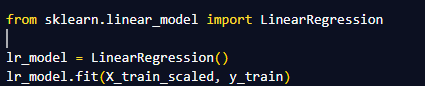 from sklearn.linear_model import LinearRegression
lr_model = LinearRegression()
lr_model.fit(X_train_scaled, y_train)